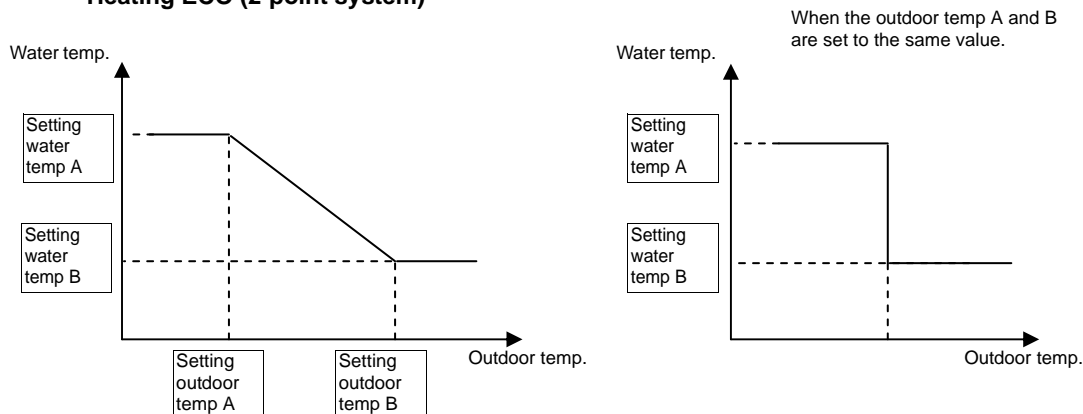 Heating ECO (2 point system)
When the outdoor temp A and B
are set to the same value.
Water temp.
Setting
water
temp A
Setting
water
temp B
Setting
outdoor
temp A
Setting
outdoor
temp B
Outdoor temp.
Water temp.
Setting
water
temp A
Setting
water
temp B
Outdoor temp.